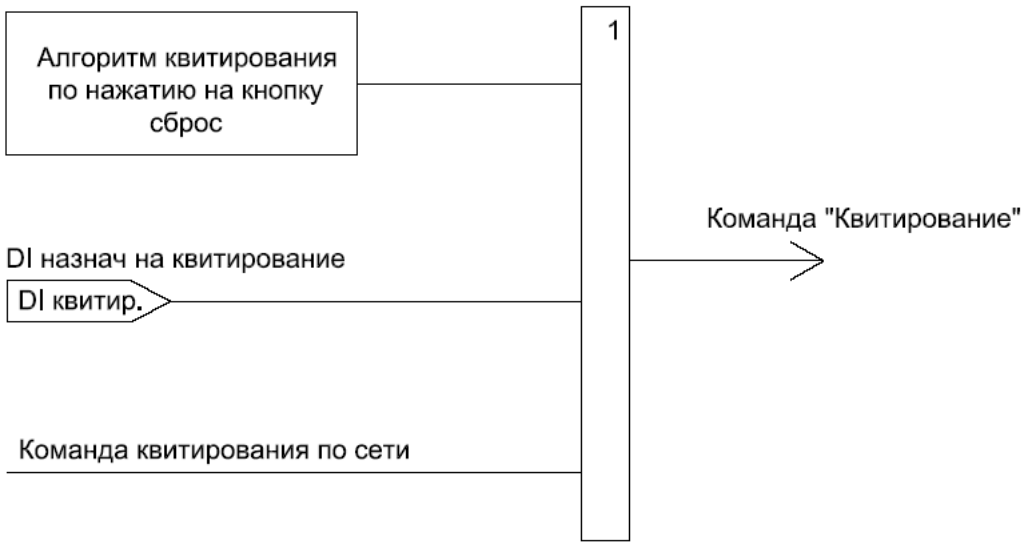 Алгоритм квитирования
по нажатию на кнопку
сброс
1
Команда "Квитирование"
DI назнач на квитирование
DI квитир.
Команда квитирования по сети